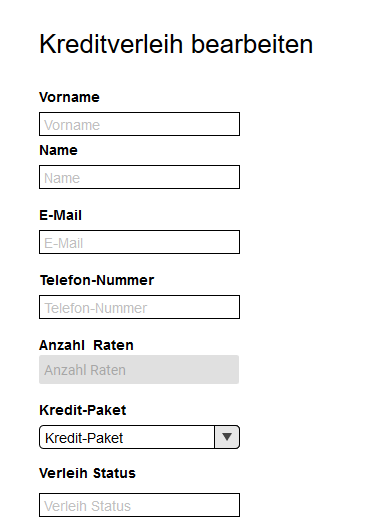 Kreditverleih bearbeiten
Vorname
Vorname
Name
Name
E-Mail
E-Mail
Telefon-Nummer
Telefon-Nummer
Anzahl Raten
Anzahl Raten
Kredit-Paket
Kredit-Paket
Verleih Status
Verleih Status